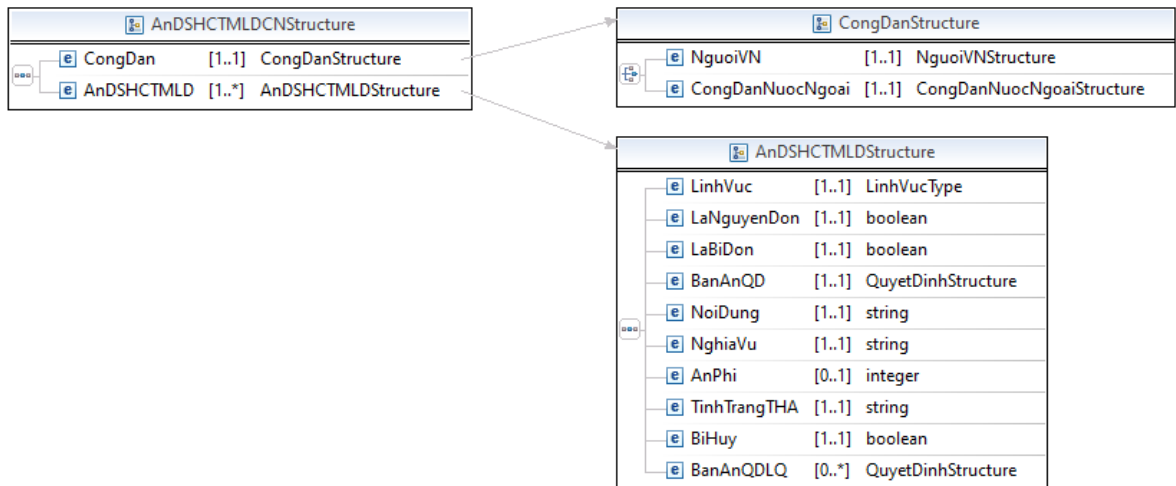 AnDSHCTMLDCNStructure
e CongDan [1..1] CongDanStructure
e AnDSHCTMLD [1..*] AnDSHCTMLDStructure
CongDanStructure
e NguoiVN [1..1] NguoiVNStructure
e CongDanNuocNgoai [1..1] CongDanNuocNgoaiStructure
AnDSHCTMLDStructure
e LinhVuc [1..1] LinhVucType
e LaNguyenDon [1..1] boolean
e LaBiDon [1..1] boolean
e BanAnQD [1..1] QuyetDinhStructure
e NoiDung [1..1] string
e NghiaVu [1..1] string
e AnPhi [0..1] integer
e TinhTrangTHA [1..1] string
e BiHuy [1..1] boolean
e BanAnQDLQ [0..*] QuyetDinhStructure